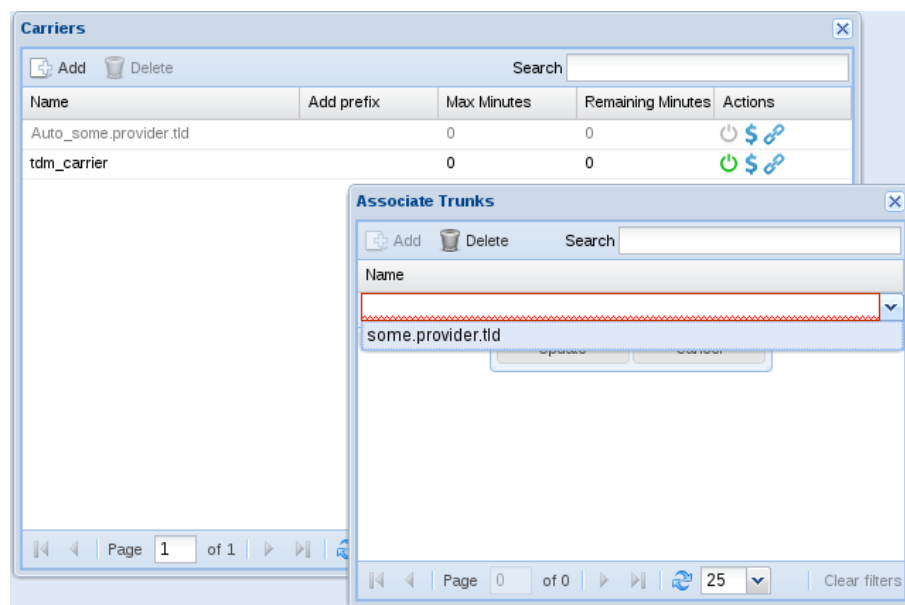 Carriers
Add Delete Search
Name Add prefix Max Minutes Remaining Minutes Actions
Auto_some.provider.tld 0 0
tdm_carrier 0 0
Associate Trunks
Add Delete Search
Name
some.provider.tld
Page 1 of 1
Page 0 of 0 25 Clear filters